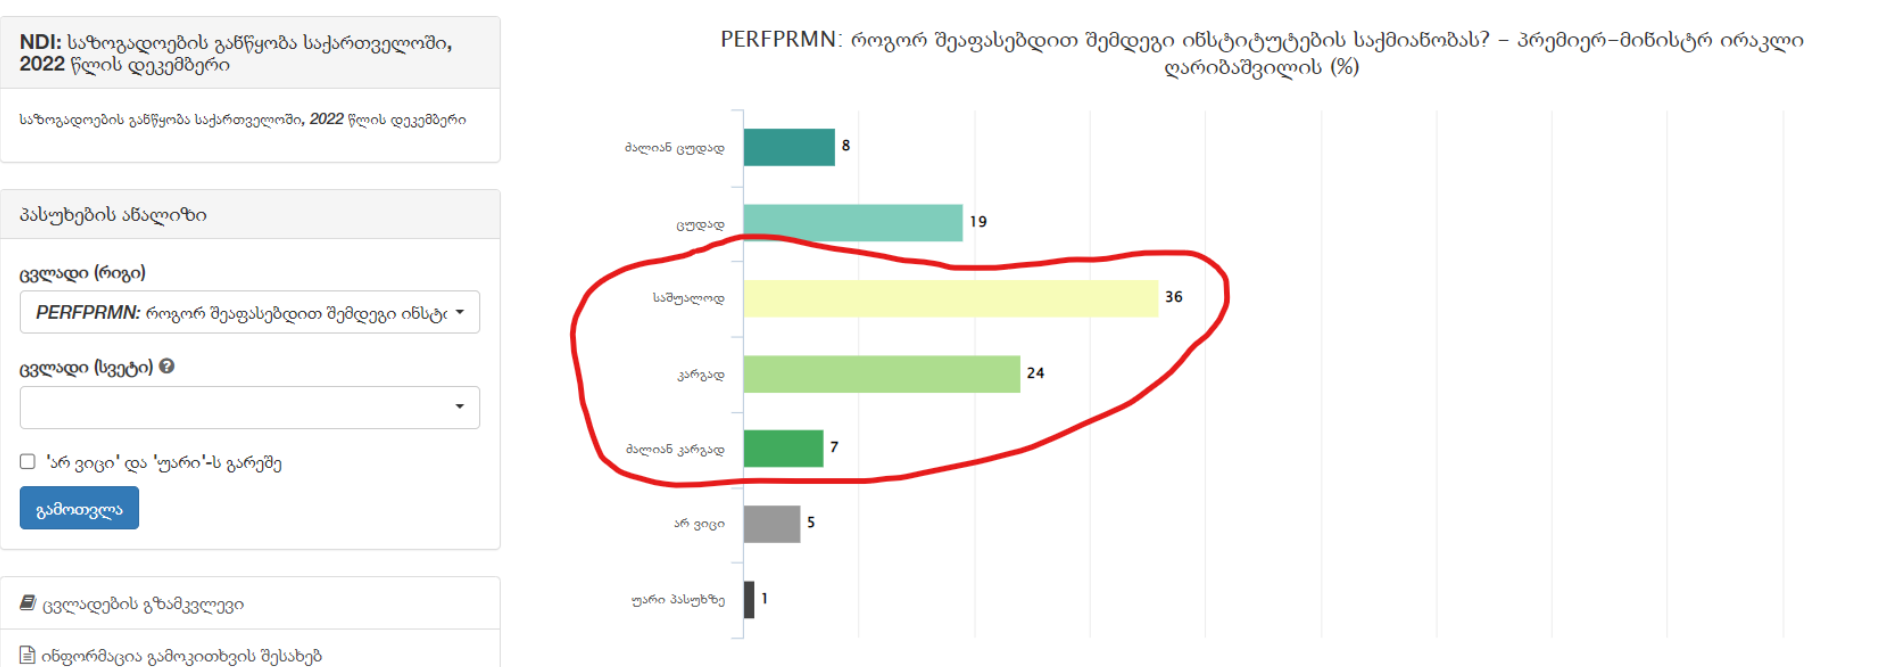 NDI: საზოგადოების განწყობა საქართველოში,
2022 წლის დეკემბერი
საზოგადოების განწყობა საქართველოში, 2022 წლის დეკემბერი
პასუხების ანალიზი
ცვლადი (რიგი)
PERFPRMN: როგორ შეაფასებდით შემდეგი ინსტი
ცვლადი (სვეტი)
'არ ვიცი' და 'უარი'-ს გარეშე
გამოთვლა
ცვლადების გზამკვლევი
ინფორმაცია გამოკითხვის შესახებ
PERFPRMN: როგორ შეაფასებდით შემდეგი ინსტიტუტების საქმიანობას? – პრემიერ-მინისტრ ირაკლი
ღარიბაშვილის (%)
ძალიან ცუდად 8
ცუდად 19
საშუალოდ 36
კარგად 24
ძალიან კარგად 7
არ ვიცი 5
უარი პასუხზე 1